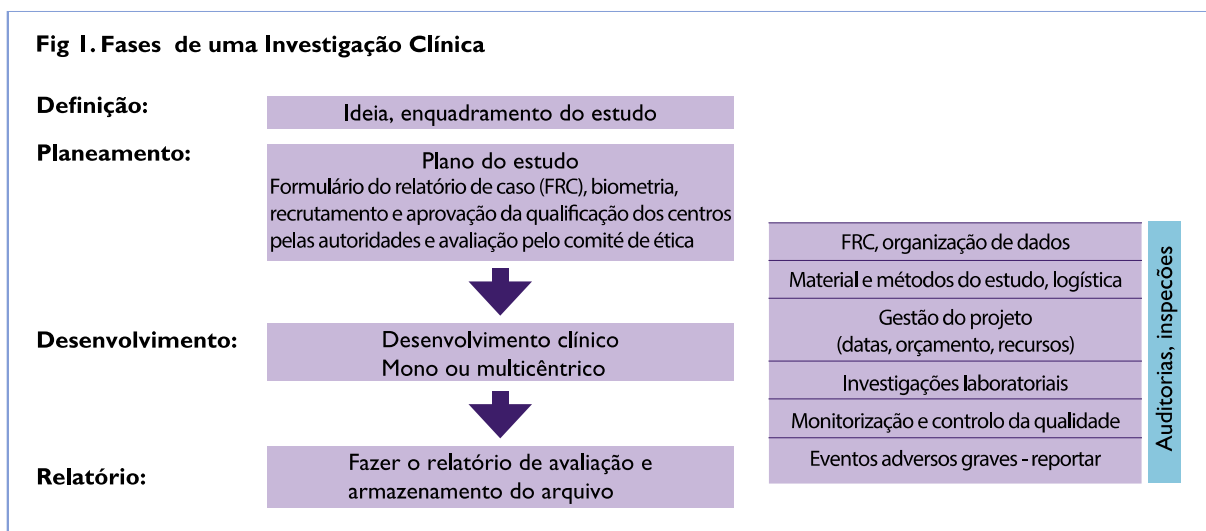 Fig 1. Fases de uma Investigação Clínica
Definição:
Ideia, enquadramento do estudo
Planeamento:
Plano do estudo
Formulário do relatório de caso (FRC), biometria,
recrutamento e aprovação da qualificação dos centros
pelas autoridades e avaliação pelo comité de ética
Desenvolvimento:
Desenvolvimento clínico
Mono ou multicêntrico
Relatório:
Fazer o relatório de avaliação e
armazenamento do arquivo
FRC, organização de dados
Material e métodos do estudo, logística
Gestão do projeto
(datas, orçamento, recursos)
Investigações laboratoriais
Monitorização e controlo da qualidade
Eventos adversos graves - reportar
Auditorias, inspecões